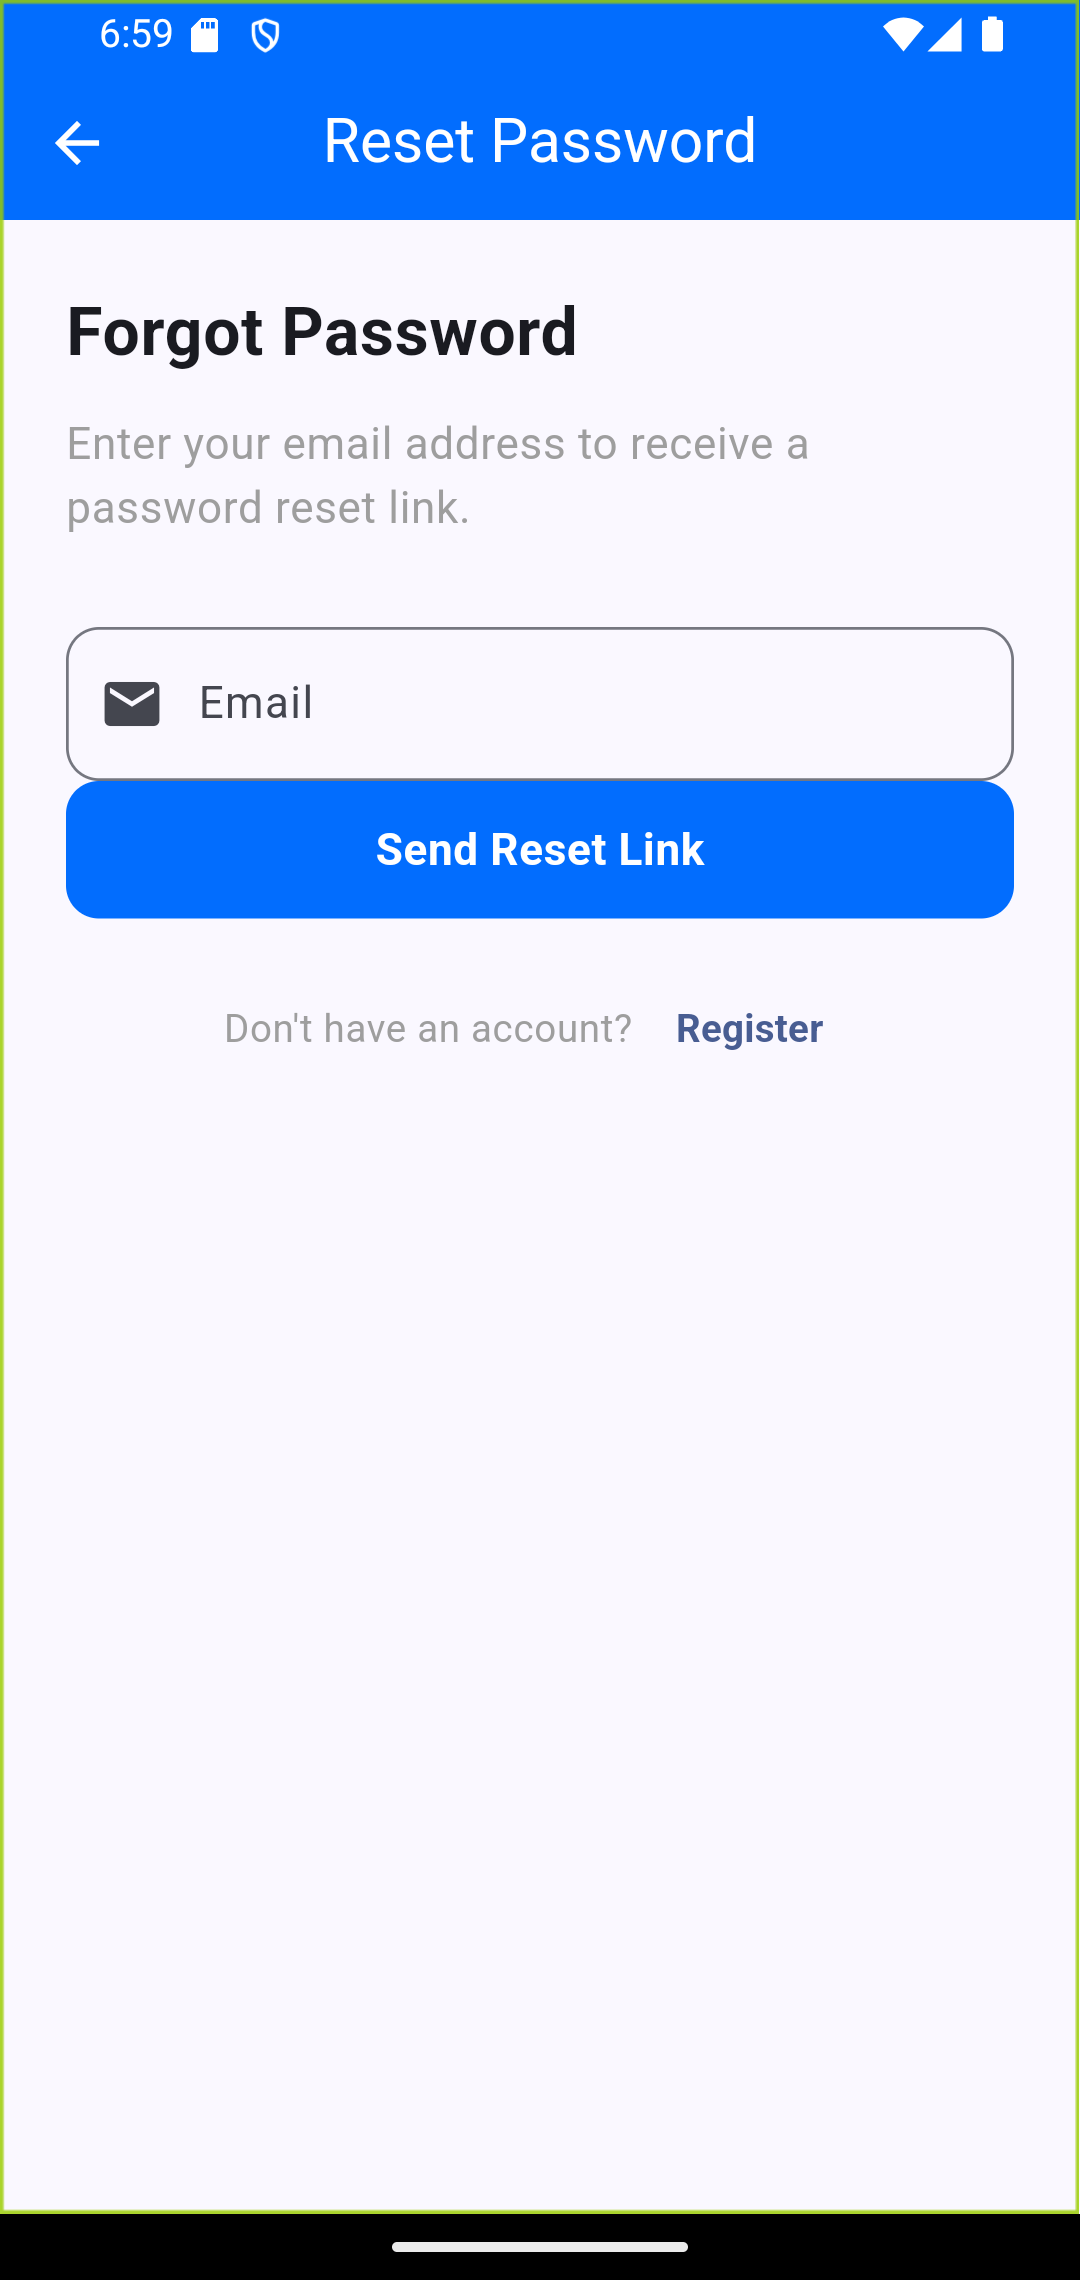 6:59
Reset Password
Forgot Password
Enter your email address to receive a
password reset link.
Email
Send Reset Link
Don't have an account? Register